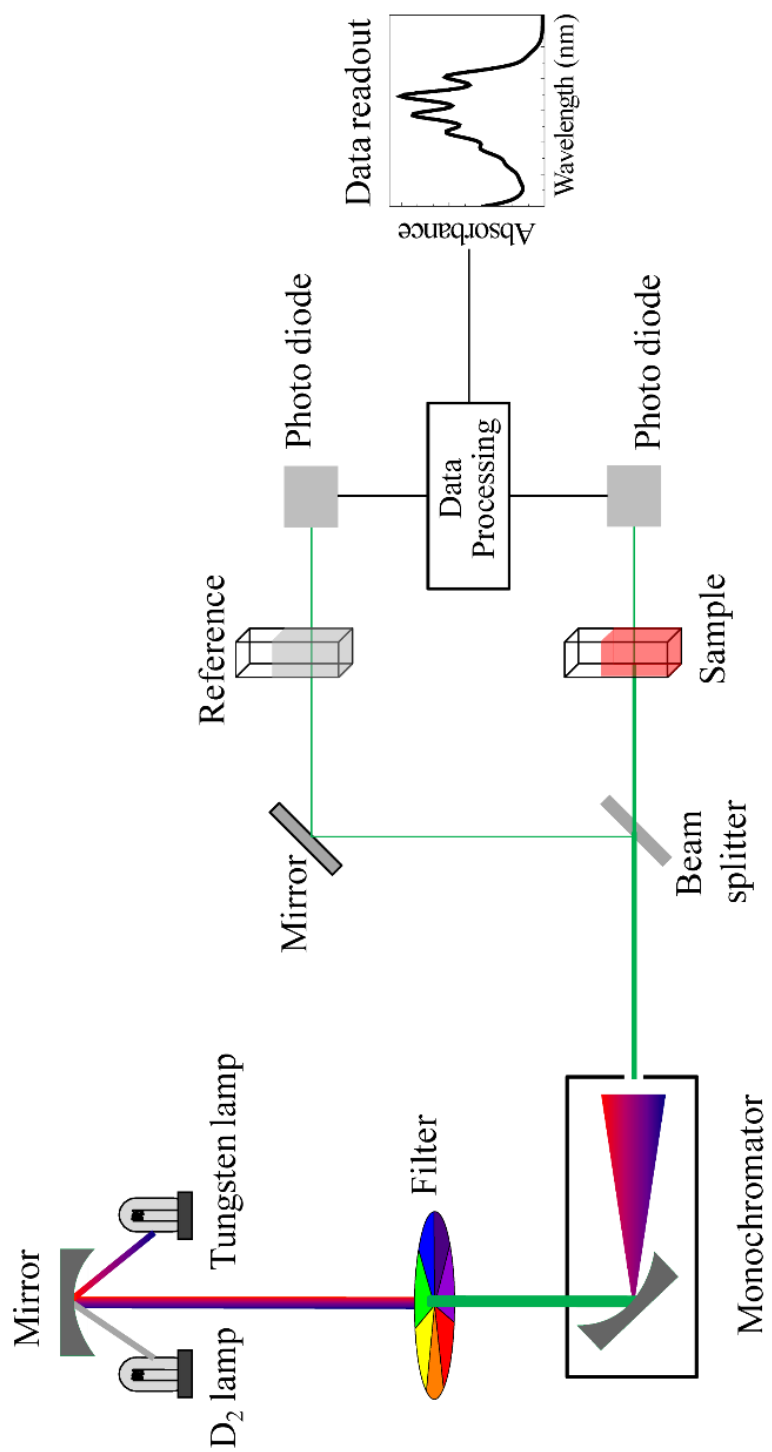 Mirror
D₂ lamp
Tungsten lamp
Filter
Monochromator
Mirror
Beam
splitter
Reference
Sample
Photo diode
Data
Processing
Photo diode
Data readout
Absorbance
Wavelength (nm)